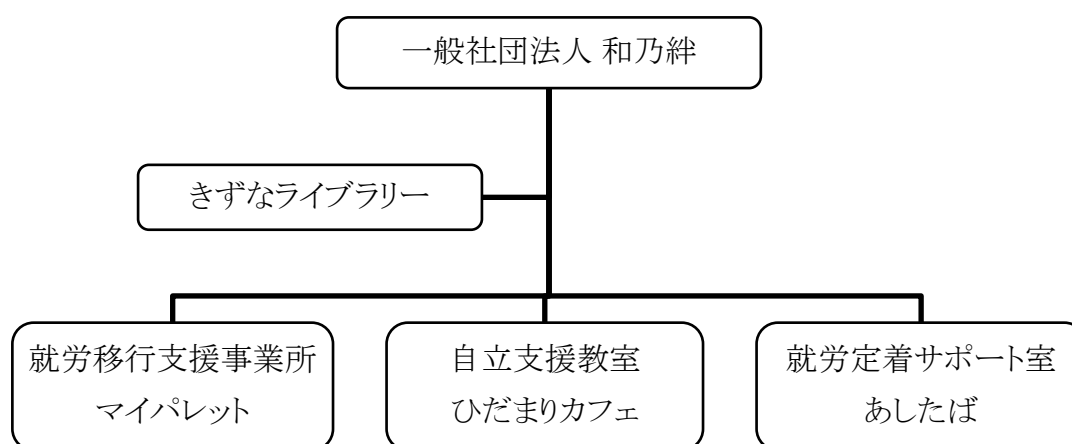 一般社団法人 和乃絆
きずなライブラリー
就労移行支援事業所
マイパレット
自立支援教室
ひだまりカフェ
就労定着サポート室
あしたば